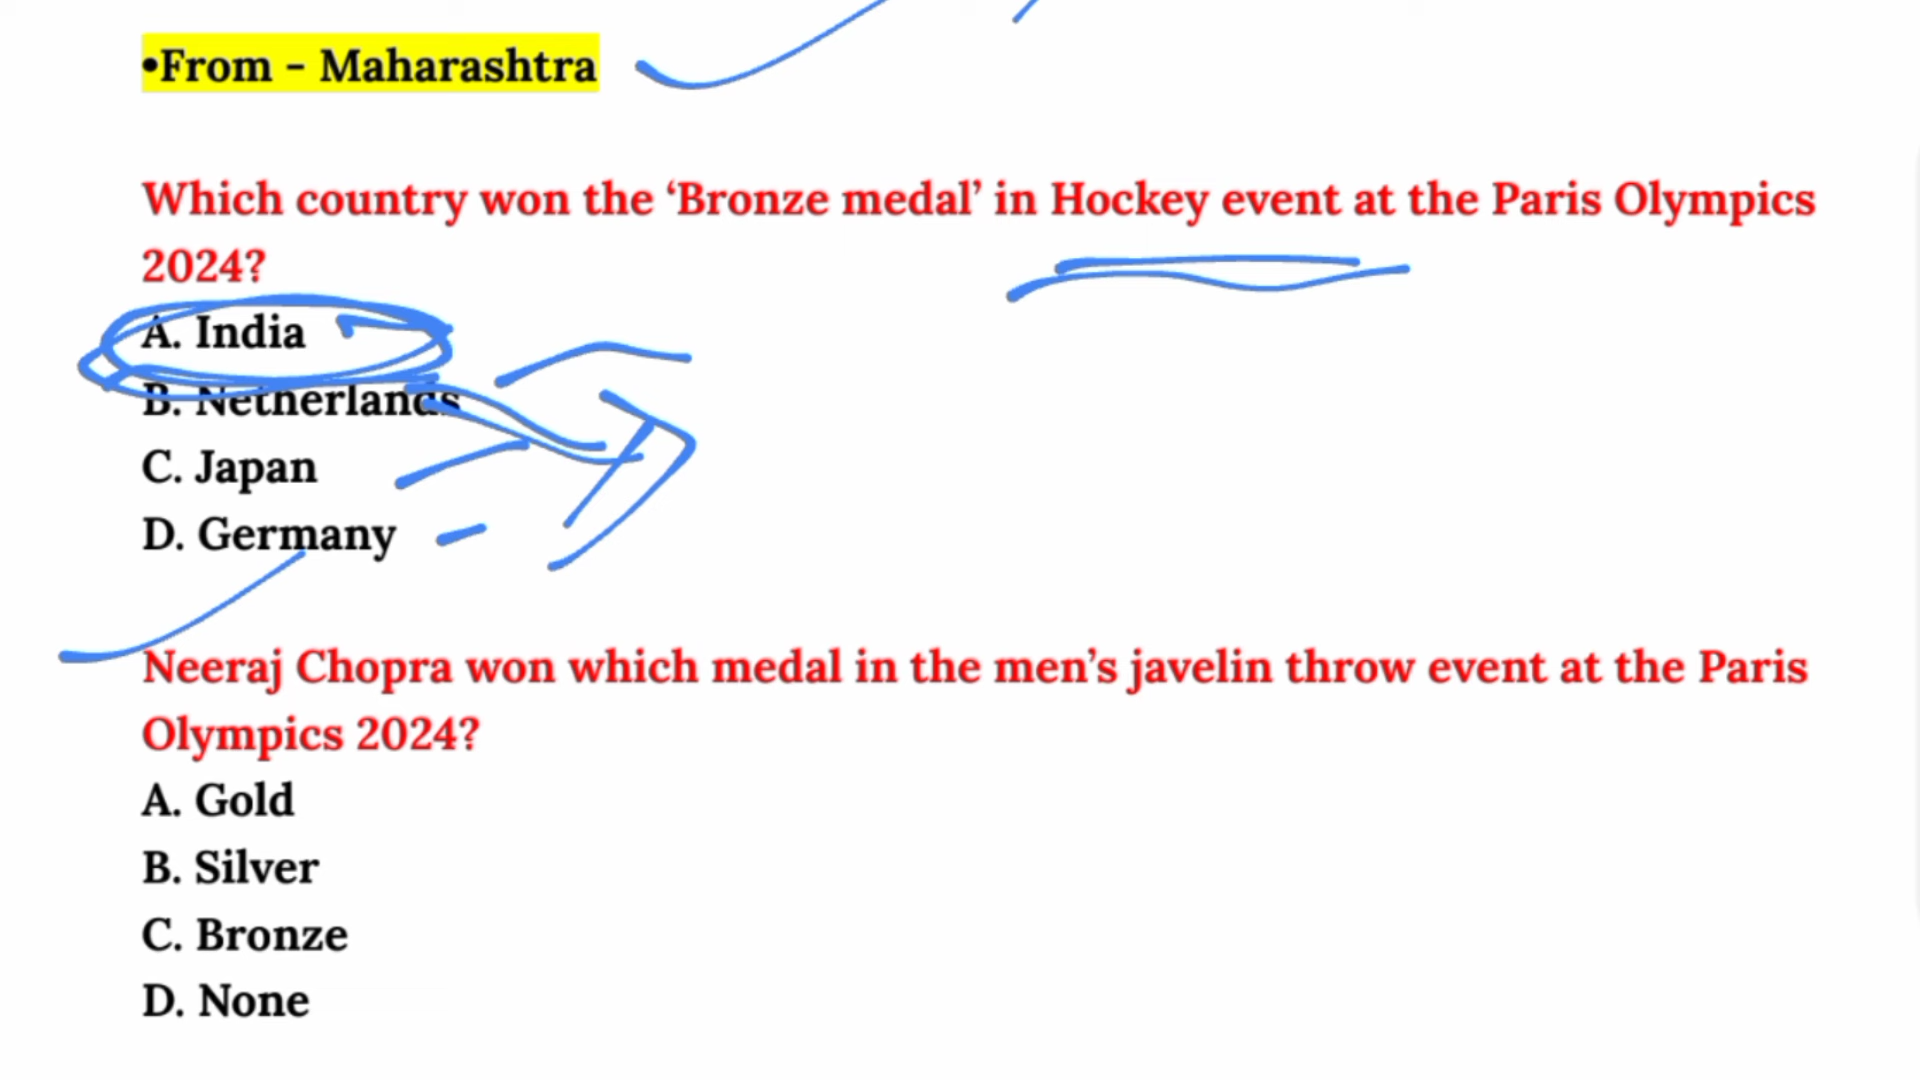 •From - Maharashtra
Which country won the ‘Bronze medal’ in Hockey event at the Paris Olympics
2024?
A. India
B. Netherlands
C. Japan
D. Germany
Neeraj Chopra won which medal in the men’s javelin throw event at the Paris
Olympics 2024?
A. Gold
B. Silver
C. Bronze
D. None